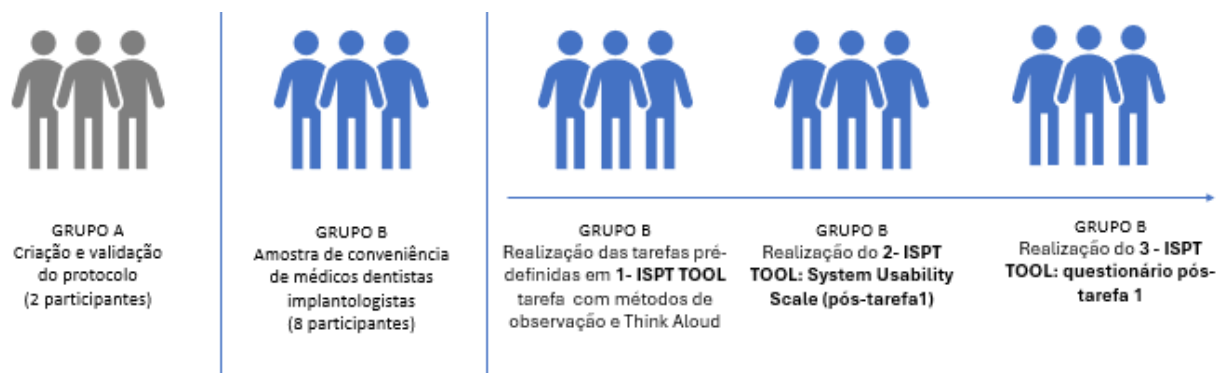 GRUPO A
Criação e validação
do protocolo
(2 participantes)
GRUPO B
Amostra de conveniência
de médicos dentistas
implantologistas
(8 participantes)
GRUPO B
Realização das tarefas pré-
definidas em 1- ISPT TOOL
tarefa com métodos de
observação e Think Aloud
GRUPO B
Realização do 2- ISPT
TOOL: System Usability
Scale (pós-tarefa1)
GRUPO B
Realização do 3 - ISPT
TOOL: questionário pós-
tarefa 1